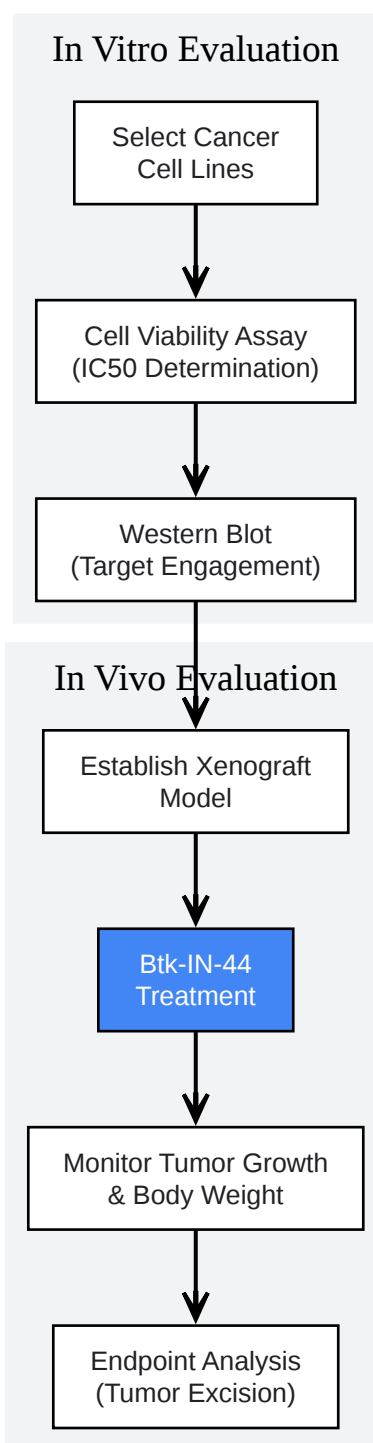 In Vitro Evaluation
Select Cancer
Cell Lines
Cell Viability Assay
(IC50 Determination)
Western Blot
(Target Engagement)
In Vivo Evaluation
Establish Xenograft
Model
Btk-IN-44
Treatment
Monitor Tumor Growth
& Body Weight
Endpoint Analysis
(Tumor Excision)